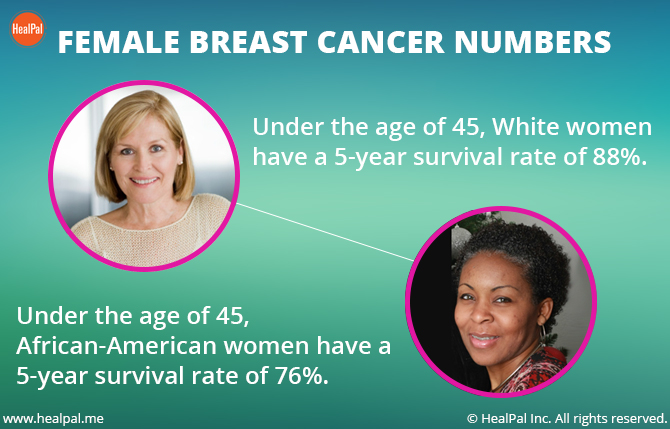 HealPal
FEMALE BREAST CANCER NUMBERS
Under the age of 45, White women
have a 5-year survival rate of 88%.
Under the age of 45,
African-American women have a
5-year survival rate of 76%.
www.healpal.me
© HealPal Inc. All rights reserved.